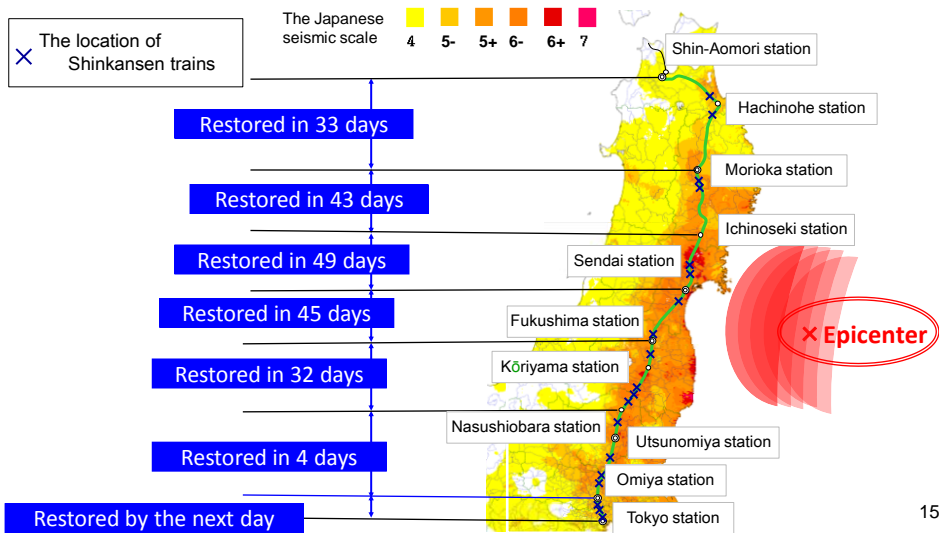 The location of
Shinkansen trains
The Japanese
seismic scale
4 5- 5+ 6- 6+ 7
Shin-Aomori station
Hachinohe station
Restored in 33 days
Morioka station
Restored in 43 days
Ichinoseki station
Restored in 49 days
Sendai station
Restored in 45 days
Fukushima station
Epicenter
Kōriyama station
Restored in 32 days
Nasushiobara station
Utsunomiya station
Restored in 4 days
Omiya station
Restored by the next day
Tokyo station
15